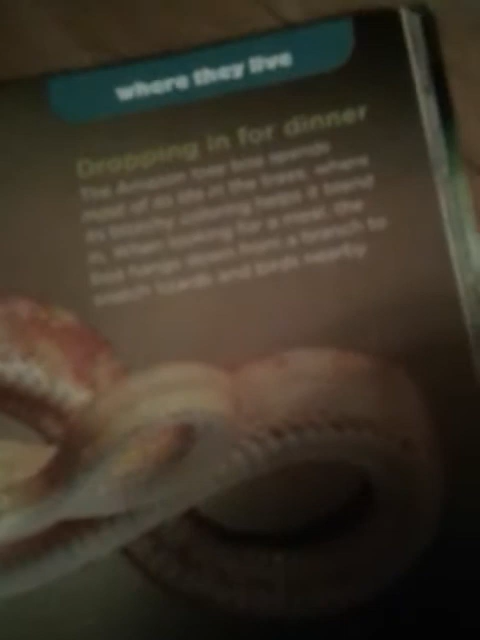 where they live
Dropping in for dinner
The Amazon tree boa spends
most of its life in the trees, where
its blotchy coloring helps it blend
in. When looking for a meal, the
boa hangs down from a branch to
snatch lizards and birds nearby.